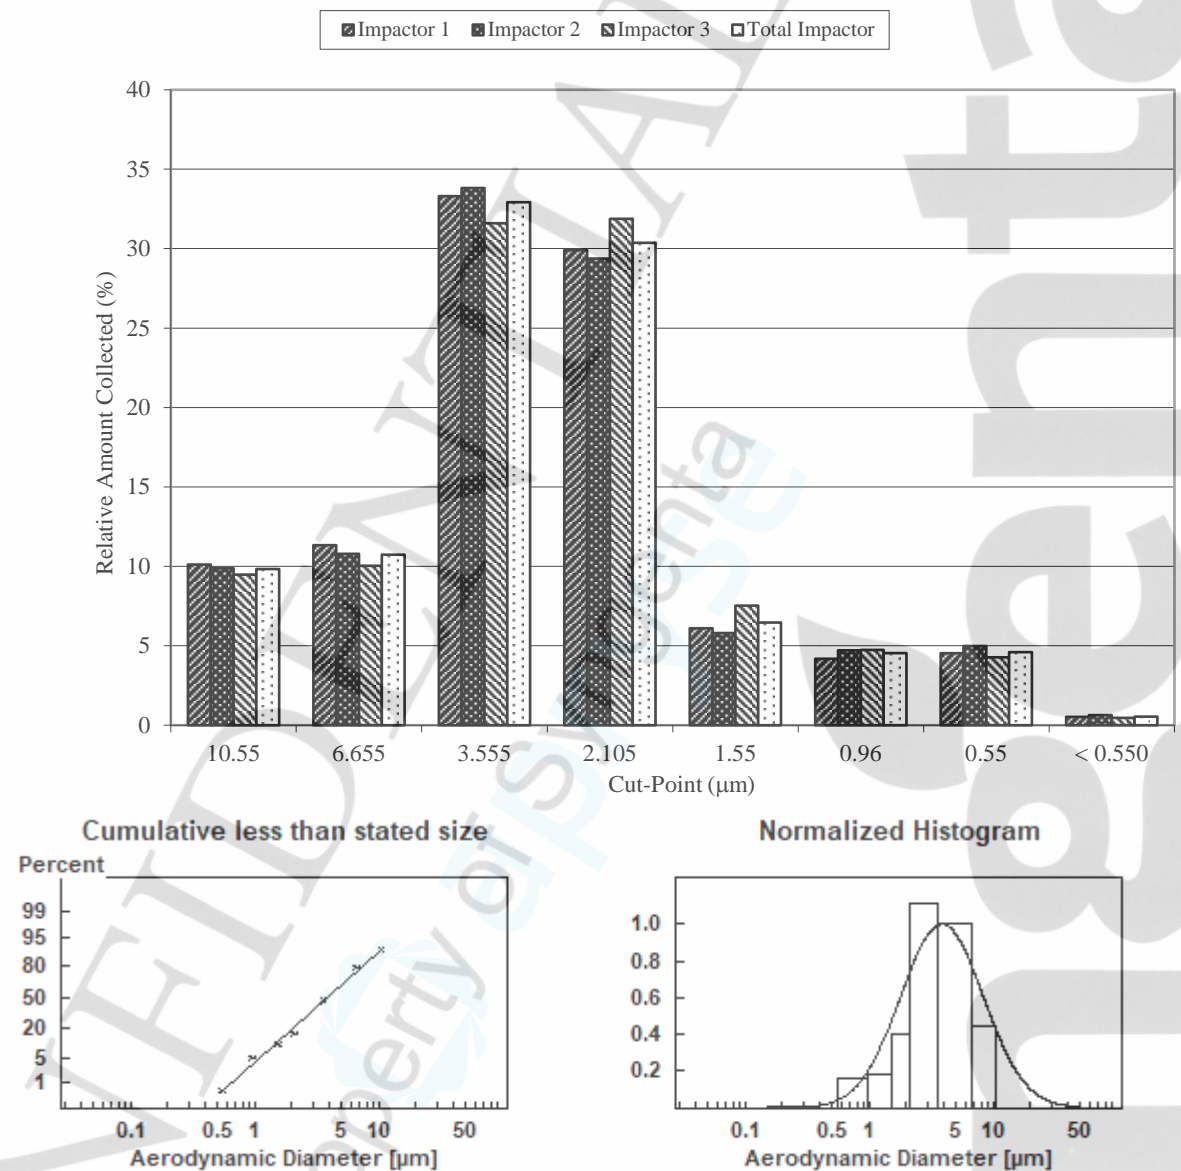 Impactor 1 Impactor 2 Impactor 3 Total Impactor
40
35
30
25
20
15
10
5
0
Relative Amount Collected (%)
10.55 6.655 3.555 2.105 1.55 0.96 0.55 < 0.550
Cut-Point (µm)
Cumulative less than stated size
Percent
99
95
80
50
20
5
1
0.1 0.5 1 5 10 50
Aerodynamic Diameter [µm]
Normalized Histogram
1.0
0.8
0.6
0.4
0.2
0.1 0.5 1 5 10 50
Aerodynamic Diameter [µm]
apryse